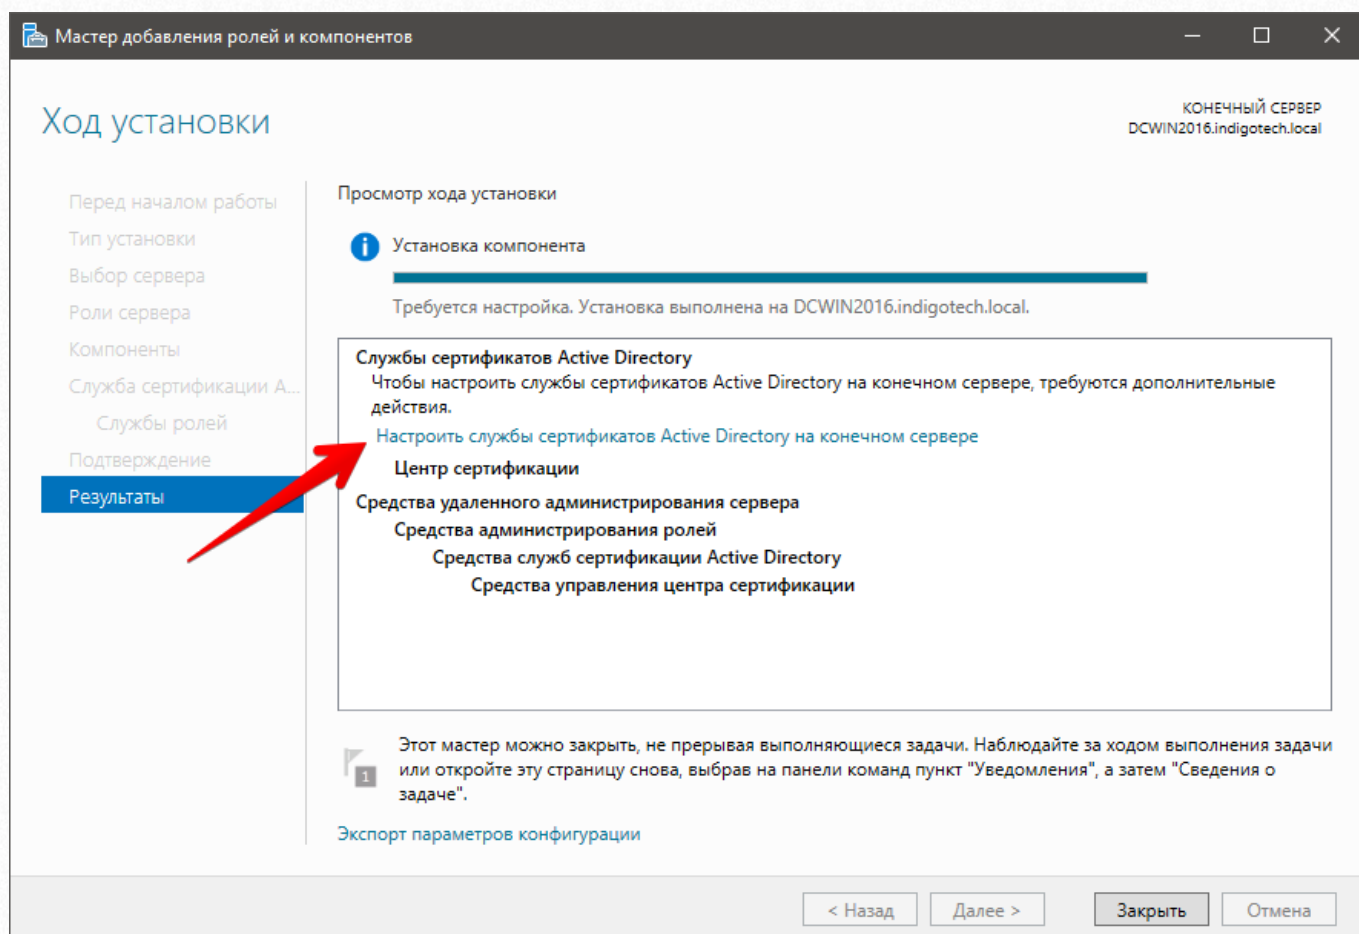 Мастер добавления ролей и компонентов
Ход установки
КОНЕЧНЫЙ СЕРВЕР
DCWIN2016.indigotech.local
Перед началом работы
Тип установки
Выбор сервера
Роли сервера
Компоненты
Служба сертификации A...
Службы ролей
Подтверждение
Результаты
Просмотр хода установки
Установка компонента
Требуется настройка. Установка выполнена на DCWIN2016.indigotech.local.
Службы сертификатов Active Directory
Чтобы настроить службы сертификатов Active Directory на конечном сервере, требуются дополнительные
действия.
Настроить службы сертификатов Active Directory на конечном сервере
Центр сертификации
Средства удаленного администрирования сервера
Средства администрирования ролей
Средства служб сертификации Active Directory
Средства управления центра сертификации
1
Этот мастер можно закрыть, не прерывая выполняющиеся задачи. Наблюдайте за ходом выполнения задачи
или откройте эту страницу снова, выбрав на панели команд пункт "Уведомления", а затем "Сведения о
задаче".
Экспорт параметров конфигурации
< Назад
Далее >
Закрыть
Отмена